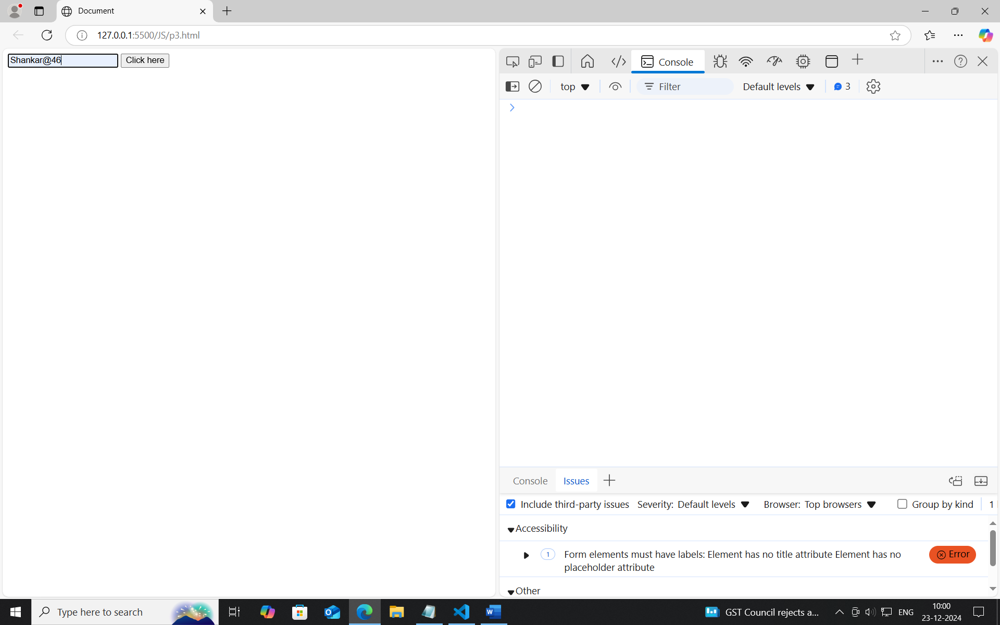 Document
127.0.0.1:5500/JS/p3.html
Shankar@46
Click here
Console
top
Filter
Default levels
3
Console
Issues
Include third-party issues
Severity: Default levels
Browser: Top browsers
Group by kind
1
Accessibility
1
Form elements must have labels: Element has no title attribute Element has no
placeholder attribute
Error
Other
Type here to search
GST Council rejects a...
ENG
10:00
23-12-2024